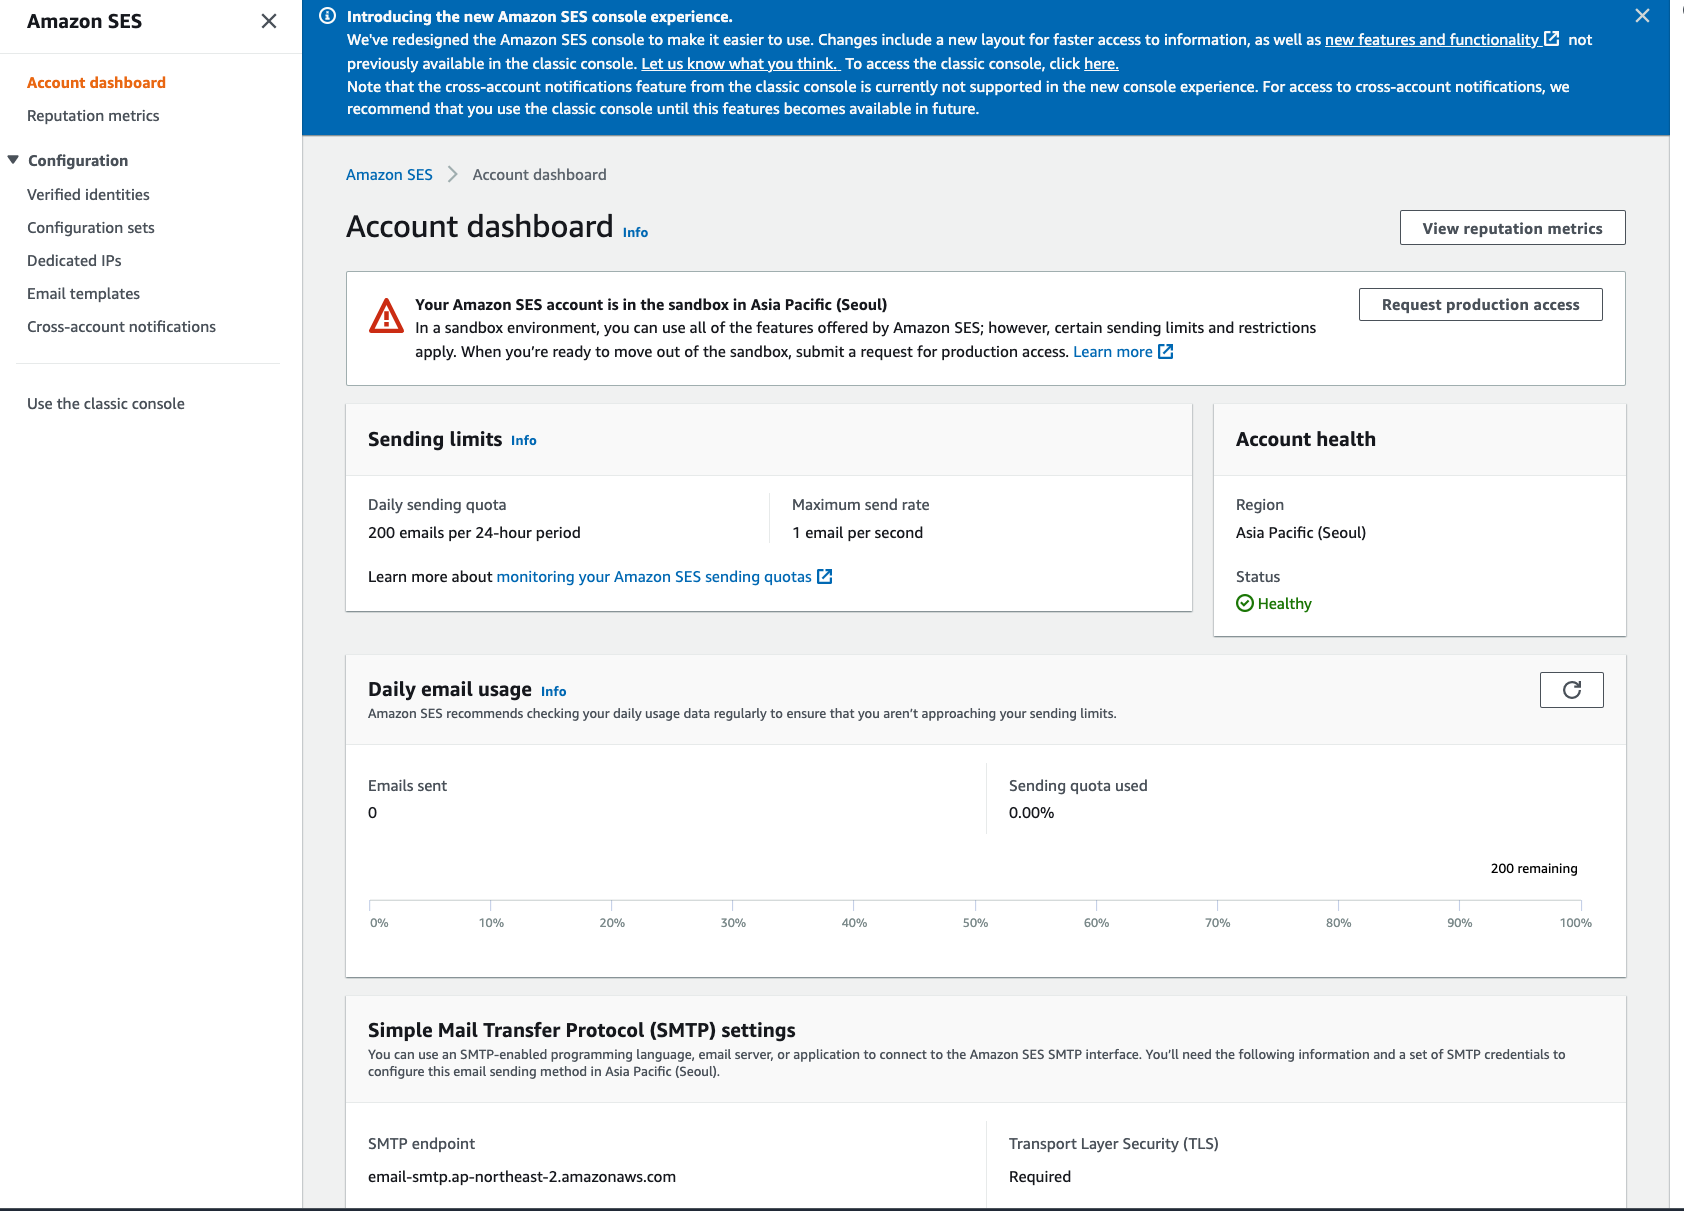 Amazon SES
Account dashboard
Reputation metrics
Configuration
Verified identities
Configuration sets
Dedicated IPs
Email templates
Cross-account notifications
Use the classic console
Introducing the new Amazon SES console experience.
We've redesigned the Amazon SES console to make it easier to use. Changes include a new layout for faster access to information, as well as new features and functionality not
previously available in the classic console. Let us know what you think. To access the classic console, click here.
Note that the cross-account notifications feature from the classic console is currently not supported in the new console experience. For access to cross-account notifications, we
recommend that you use the classic console until this features becomes available in future.
Amazon SES Account dashboard
Account dashboard Info
View reputation metrics
Your Amazon SES account is in the sandbox in Asia Pacific (Seoul)
In a sandbox environment, you can use all of the features offered by Amazon SES; however, certain sending limits and restrictions
apply. When you're ready to move out of the sandbox, submit a request for production access. Learn more
Request production access
Sending limits Info
Daily sending quota
200 emails per 24-hour period
Maximum send rate
1 email per second
Learn more about monitoring your Amazon SES sending quotas
Account health
Region
Asia Pacific (Seoul)
Status
Healthy
Daily email usage Info
Amazon SES recommends checking your daily usage data regularly to ensure that you aren't approaching your sending limits.
Emails sent
0
Sending quota used
0.00%
200 remaining
0% 10% 20% 30% 40% 50% 60% 70% 80% 90% 100%
Simple Mail Transfer Protocol (SMTP) settings
You can use an SMTP-enabled programming language, email server, or application to connect to the Amazon SES SMTP interface. You'll need the following information and a set of SMTP credentials to
configure this email sending method in Asia Pacific (Seoul).
SMTP endpoint
email-smtp.ap-northeast-2.amazonaws.com
Transport Layer Security (TLS)
Required